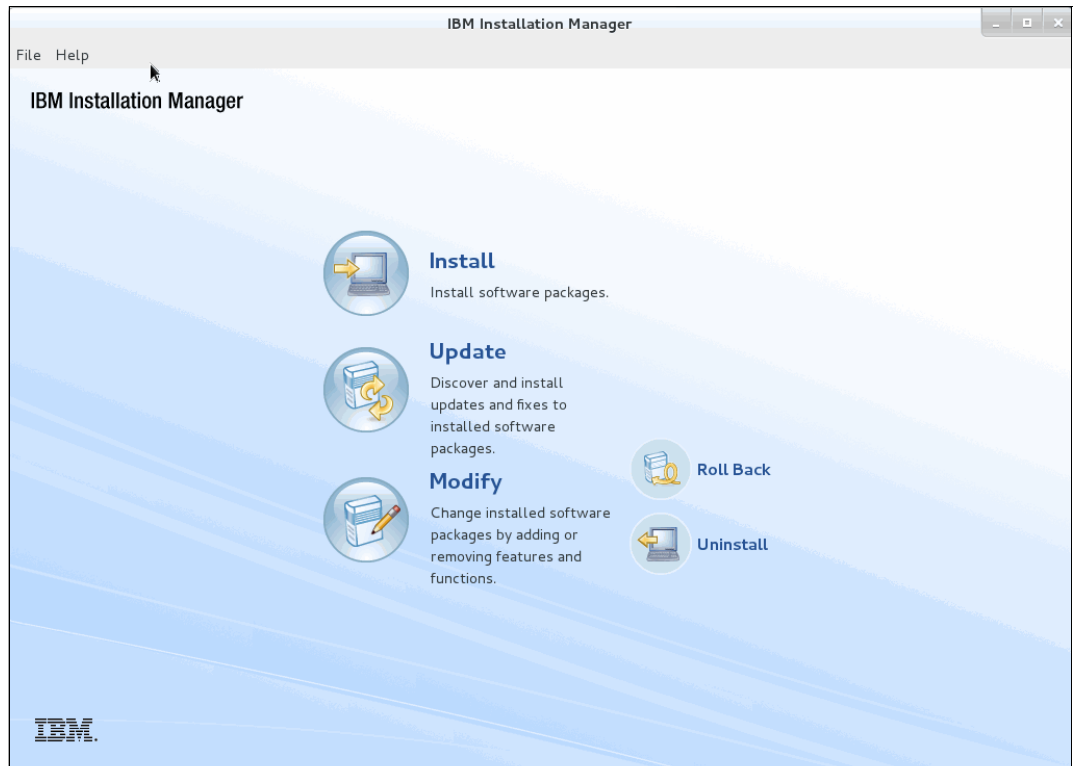 IBM Installation Manager
File Help
IBM Installation Manager
Install
Install software packages.
Update
Discover and install
updates and fixes to
installed software
packages.
Modify
Change installed software
packages by adding or
removing features and
functions.
Roll Back
Uninstall
IBM.